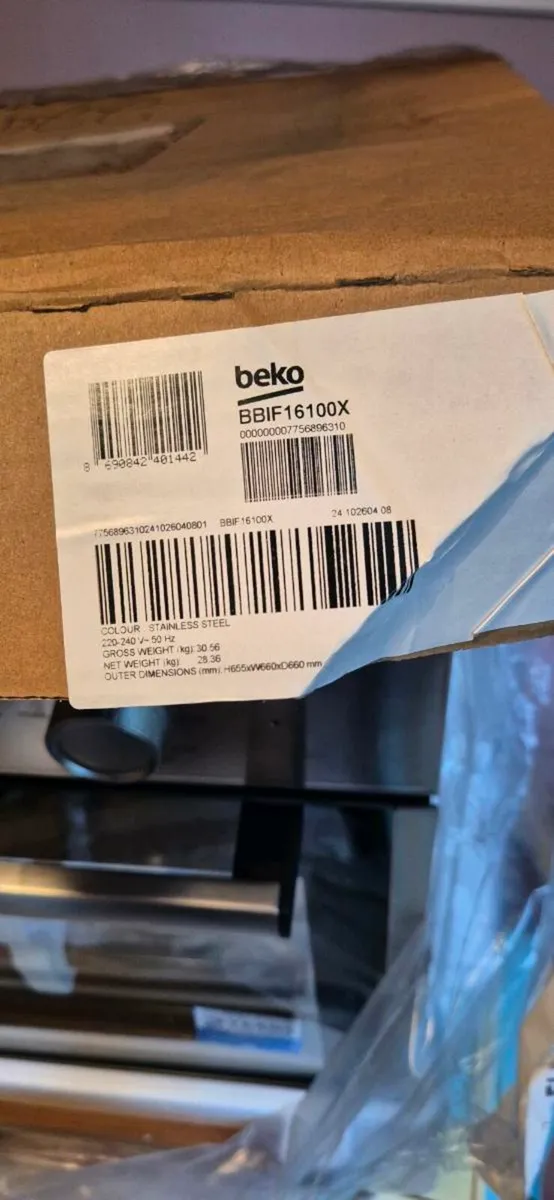 beko
BBIF16100X
000000007756896310
8 690842 401442
7756896310241026040801 BBIF16100X 24 102604 08
COLOUR : STAINLESS STEEL
220-240 V~ 50 Hz
GROSS WEIGHT (kg): 30.56
NET WEIGHT (kg): 28.36
OUTER DIMENSIONS (mm): H655xW660xD660 mm